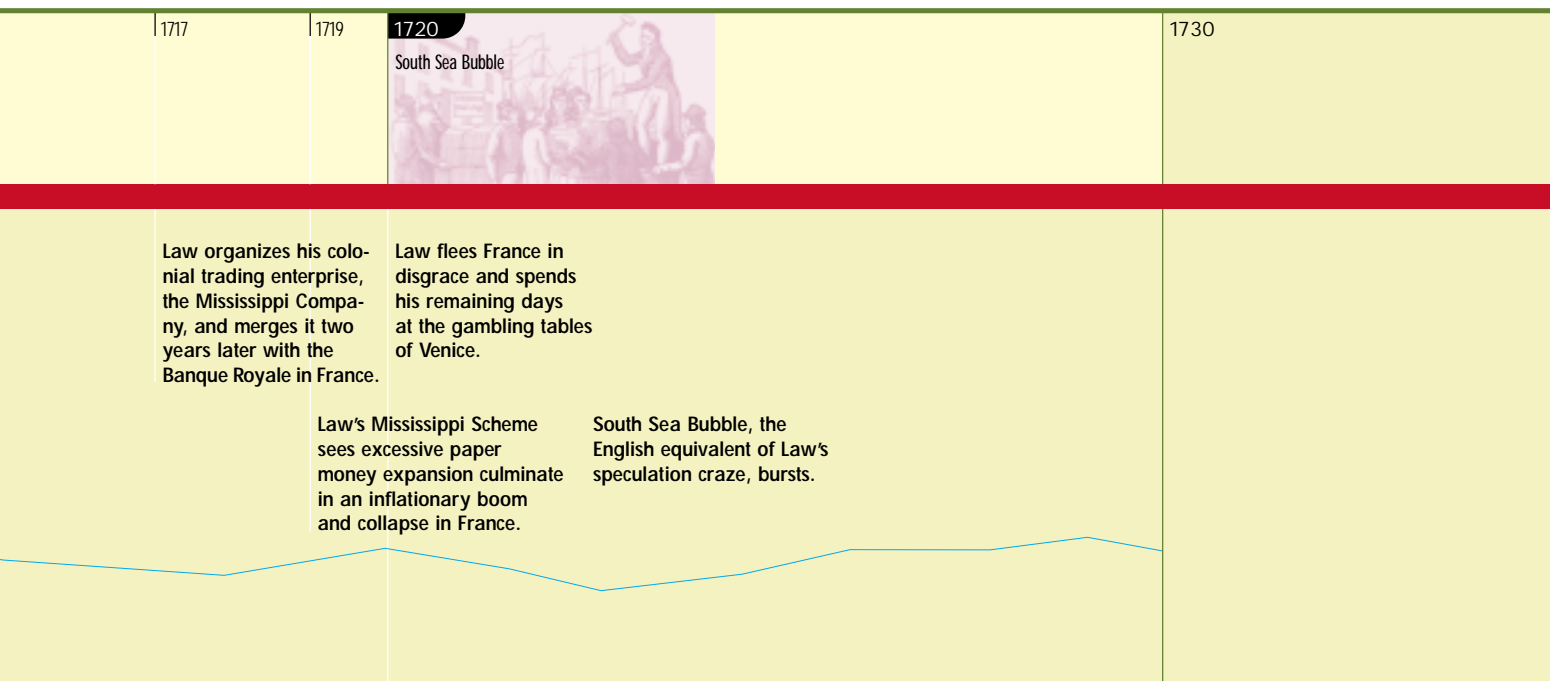 1717
1719
1720
1730
South Sea Bubble
Law organizes his colo-
nial trading enterprise,
the Mississippi Compa-
ny, and merges it two
years later with the
Banque Royale in France.
Law flees France in
disgrace and spends
his remaining days
at the gambling tables
of Venice.
Law's Mississippi Scheme
sees excessive paper
money expansion culminate
in an inflationary boom
and collapse in France.
South Sea Bubble, the
English equivalent of Law's
speculation craze, bursts.